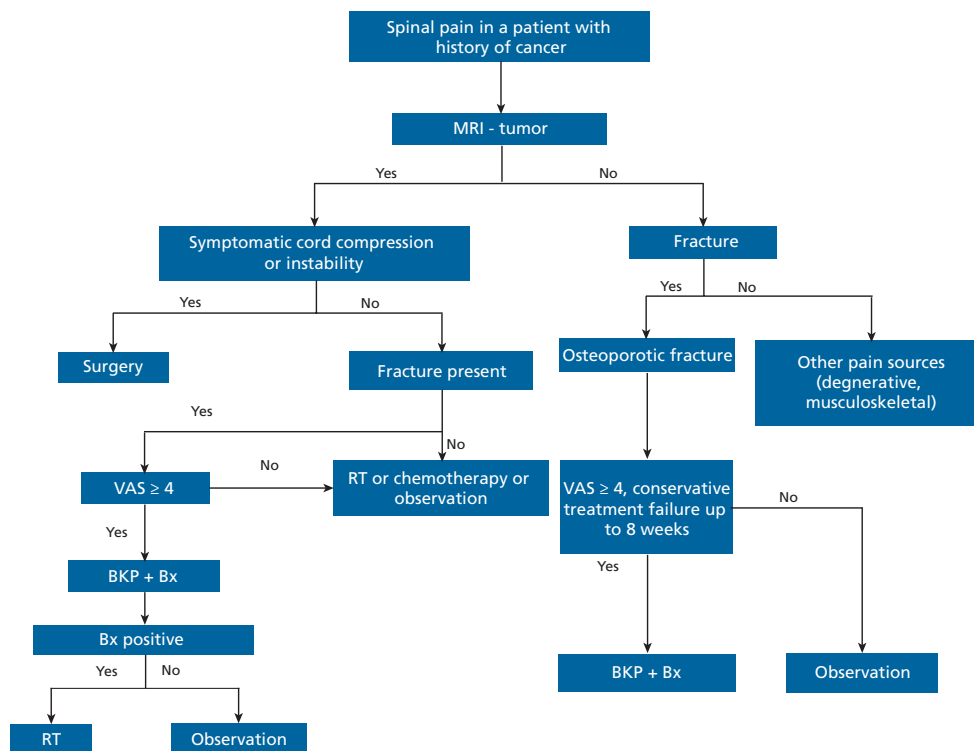 Spinal pain in a patient with
history of cancer
MRI - tumor
Yes
No
Symptomatic cord compression
or instability
Fracture
Yes
No
Yes
No
Surgery
Fracture present
Osteoporotic fracture
Other pain sources
(degnerative,
musculoskeletal)
Yes
No
VAS ≥ 4
No
RT or chemotherapy or
observation
VAS ≥ 4, conservative
treatment failure up
to 8 weeks
No
Yes
Yes
BKP + Bx
Bx positive
Yes
No
BKP + Bx
Observation
RT
Observation